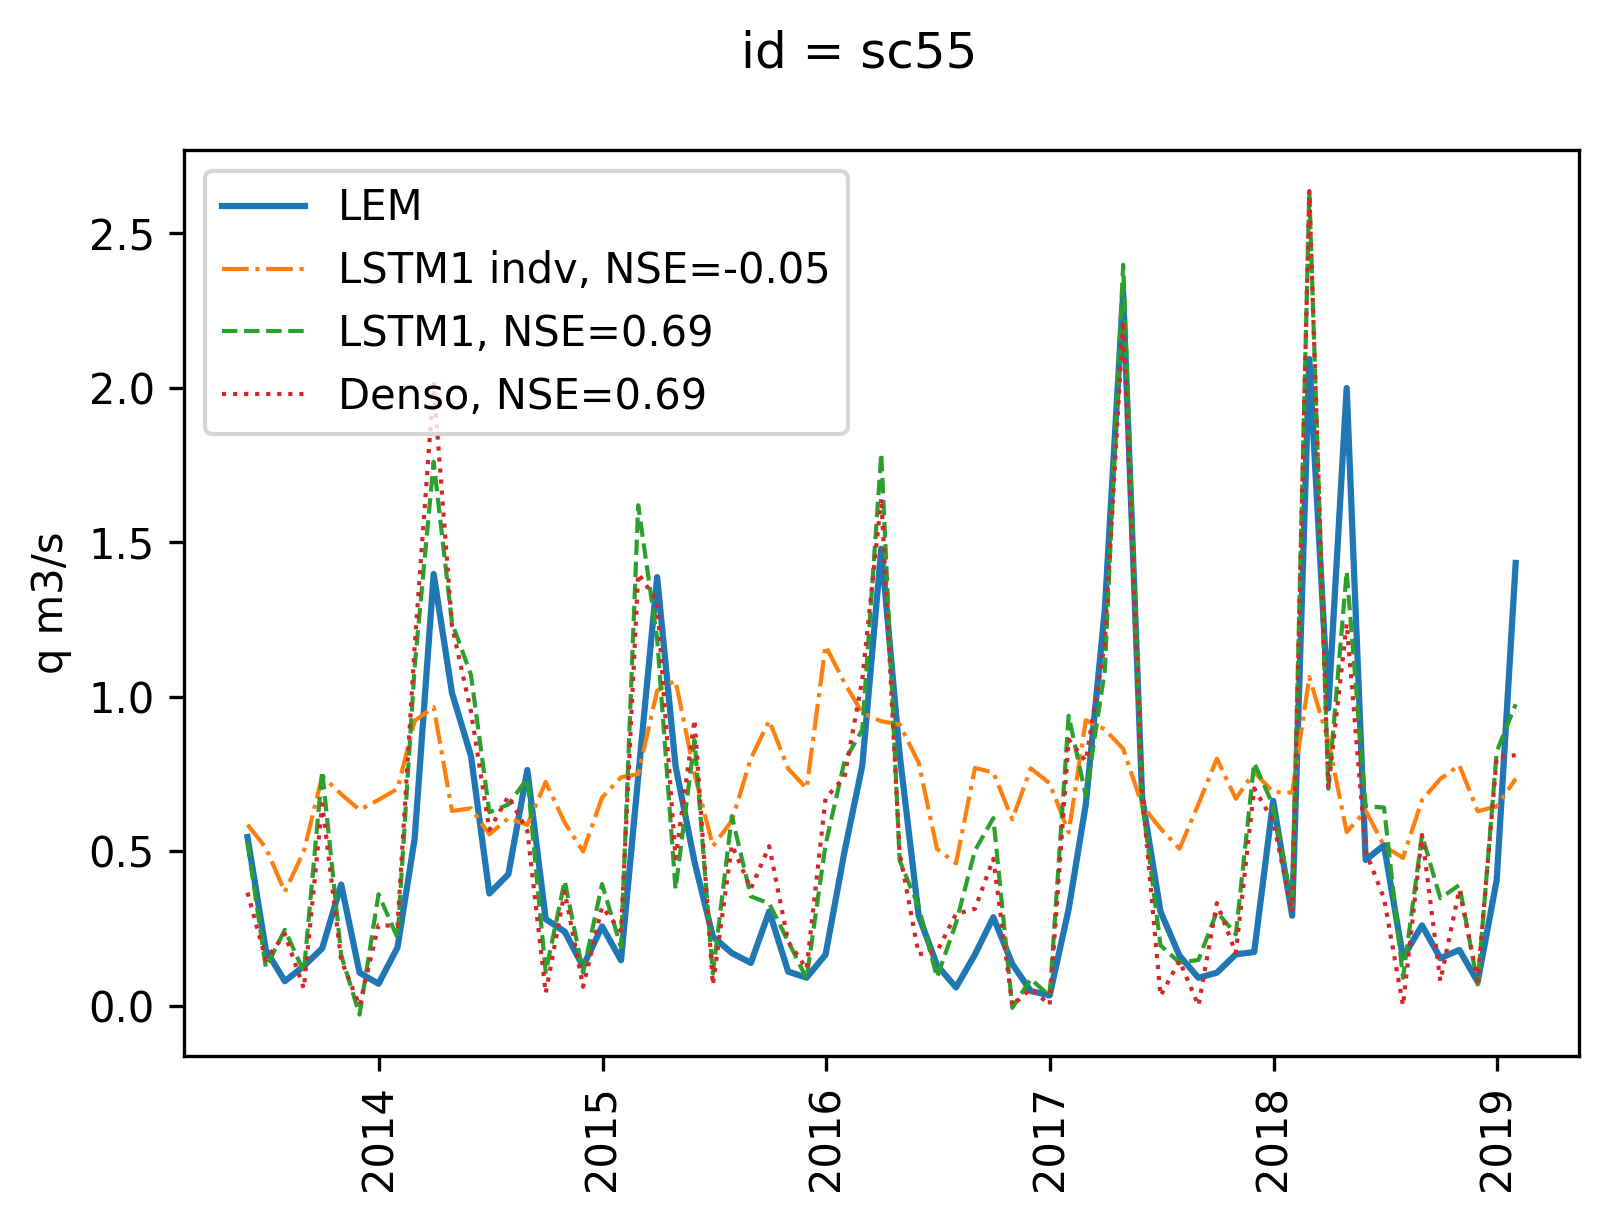 id = sc55
LEM
LSTM1 indv, NSE=-0.05
LSTM1, NSE=0.69
Denso, NSE=0.69
q m3/s
2.5
2.0
1.5
1.0
0.5
0.0
2014
2015
2016
2017
2018
2019